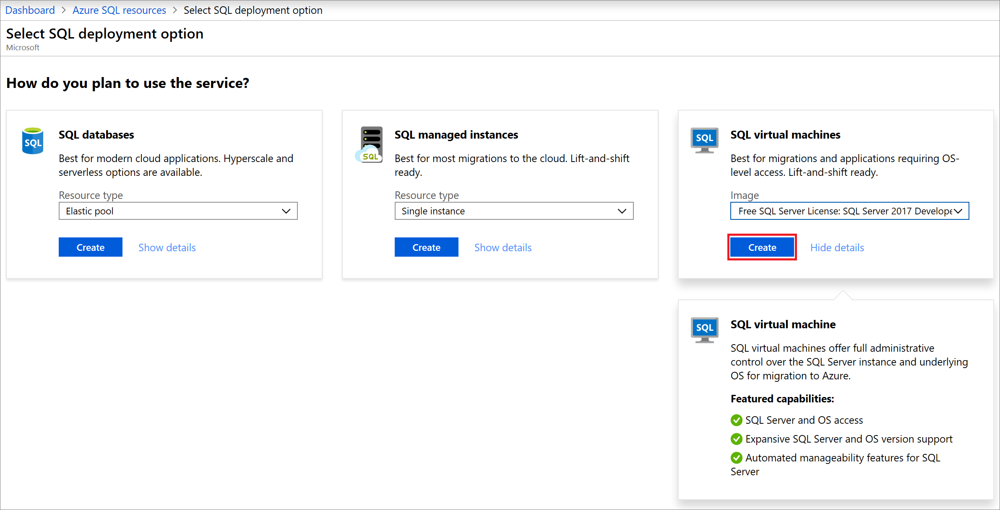 Dashboard > Azure SQL resources > Select SQL deployment option
Select SQL deployment option
Microsoft
How do you plan to use the service?
SQL
SQL databases
Best for modern cloud applications. Hyperscale and
serverless options are available.
Resource type
Elastic pool
Create
Show details
SQL
SQL managed instances
Best for most migrations to the cloud. Lift-and-shift
ready.
Resource type
Single instance
Create
Show details
SQL
SQL virtual machines
Best for migrations and applications requiring OS-
level access. Lift-and-shift ready.
Image
Free SQL Server License: SQL Server 2017 Develope
Create
Hide details
SQL
SQL virtual machine
SQL virtual machines offer full administrative
control over the SQL Server instance and underlying
OS for migration to Azure.
Featured capabilities:
SQL Server and OS access
Expansive SQL Server and OS version support
Automated manageability features for SQL
Server